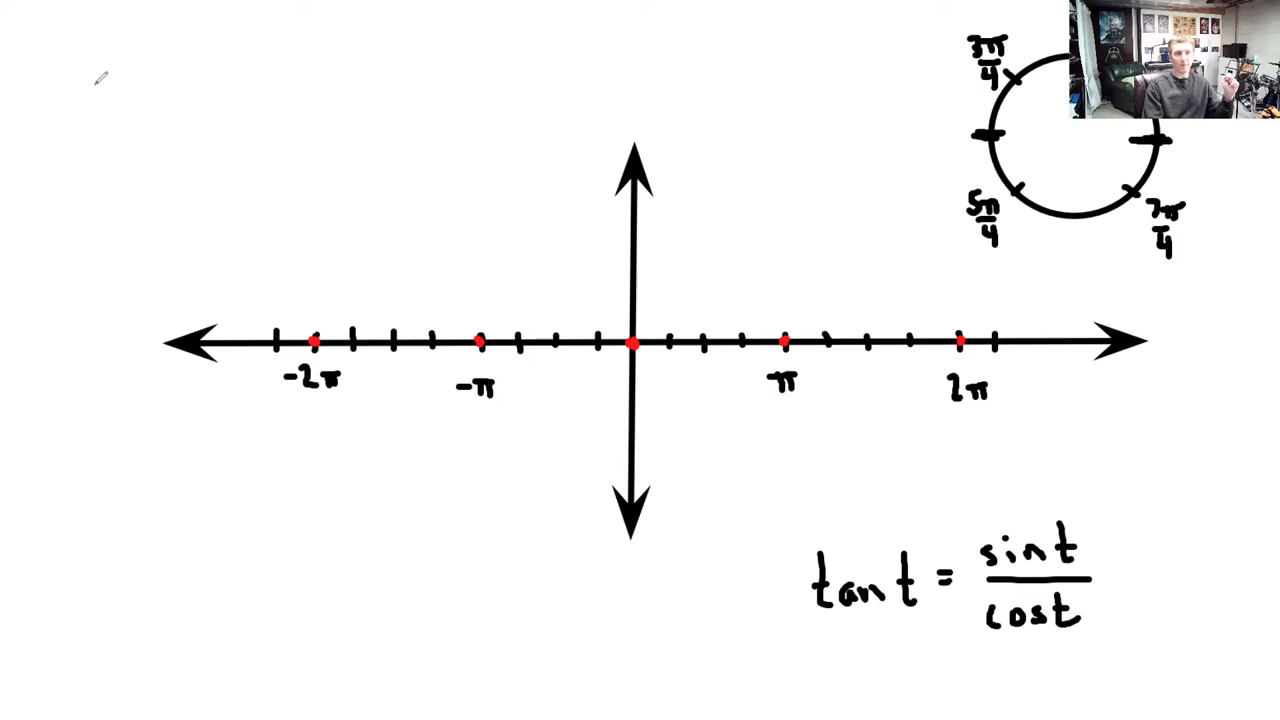 3π/4
5π/4
7π/4
-2π
-π
π
2π
tan t = sin t / cos t